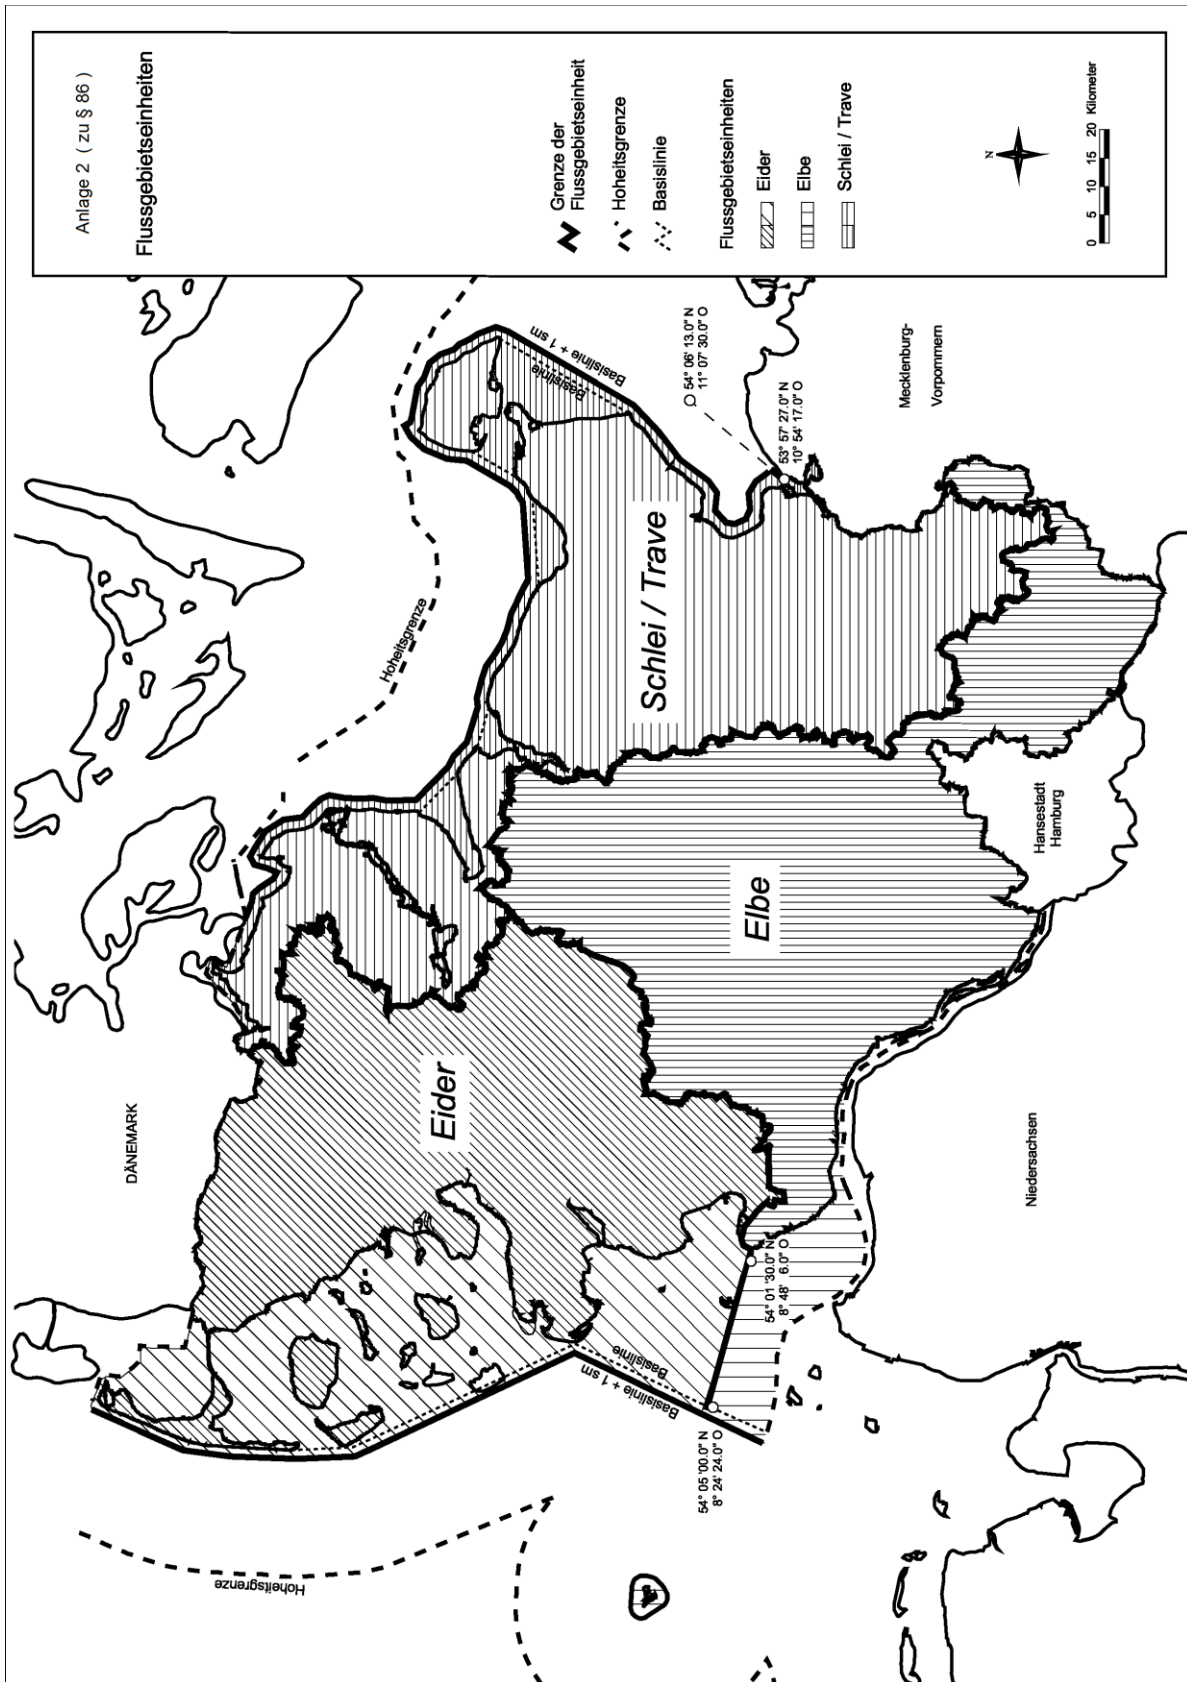 Anlage 2 ( zu § 86 )
Flussgebietseinheiten
Grenze der
Flussgebietseinheit
Hoheitsgrenze
Basislinie
Flussgebietseinheiten
Eider
Elbe
Schlei / Trave
N
0 5 10 15 20 Kilometer
DÄNEMARK
Hoheitsgrenze
Hoheitsgrenze
Basislinie + 1 sm
Basislinie
54° 06' 13.0" N
11° 07' 30.0" O
53° 57' 27.0" N
10° 54' 17.0" O
Mecklenburg-
Vorpommern
Schlei / Trave
Eider
Elbe
Hansestadt
Hamburg
Niedersachsen
Basislinie
Basislinie + 1 sm
54° 01 '30.0" N
8° 48' 6.0" O
54° 05 '00.0" N
8° 24' 24.0" O